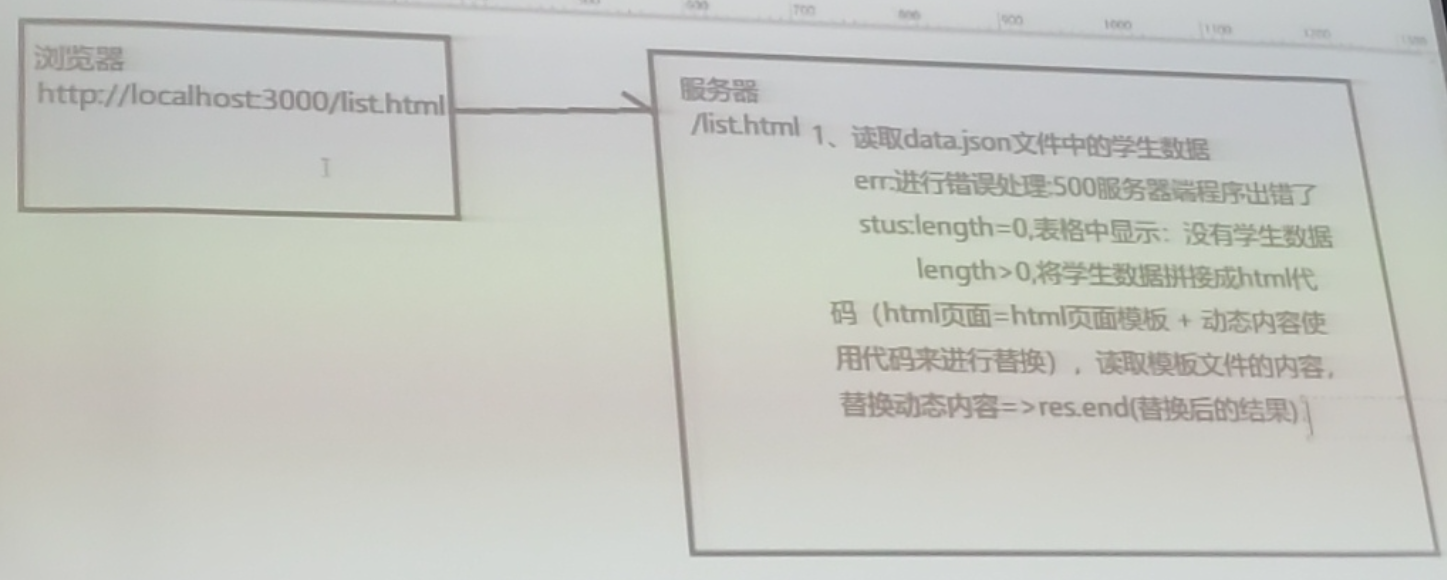 600
700
800
900
1000
1100
1200
浏览器
http://localhost:3000/list.html
服务器
/list.html 1、读取data.json文件中的学生数据
err:进行错误处理:500服务器端程序出错了
stus:length=0,表格中显示：没有学生数据
length>0,将学生数据拼接成html代
码（html页面=html页面模板 + 动态内容使
用代码来进行替换），读取模板文件的内容，
替换动态内容=>res.end(替换后的结果)